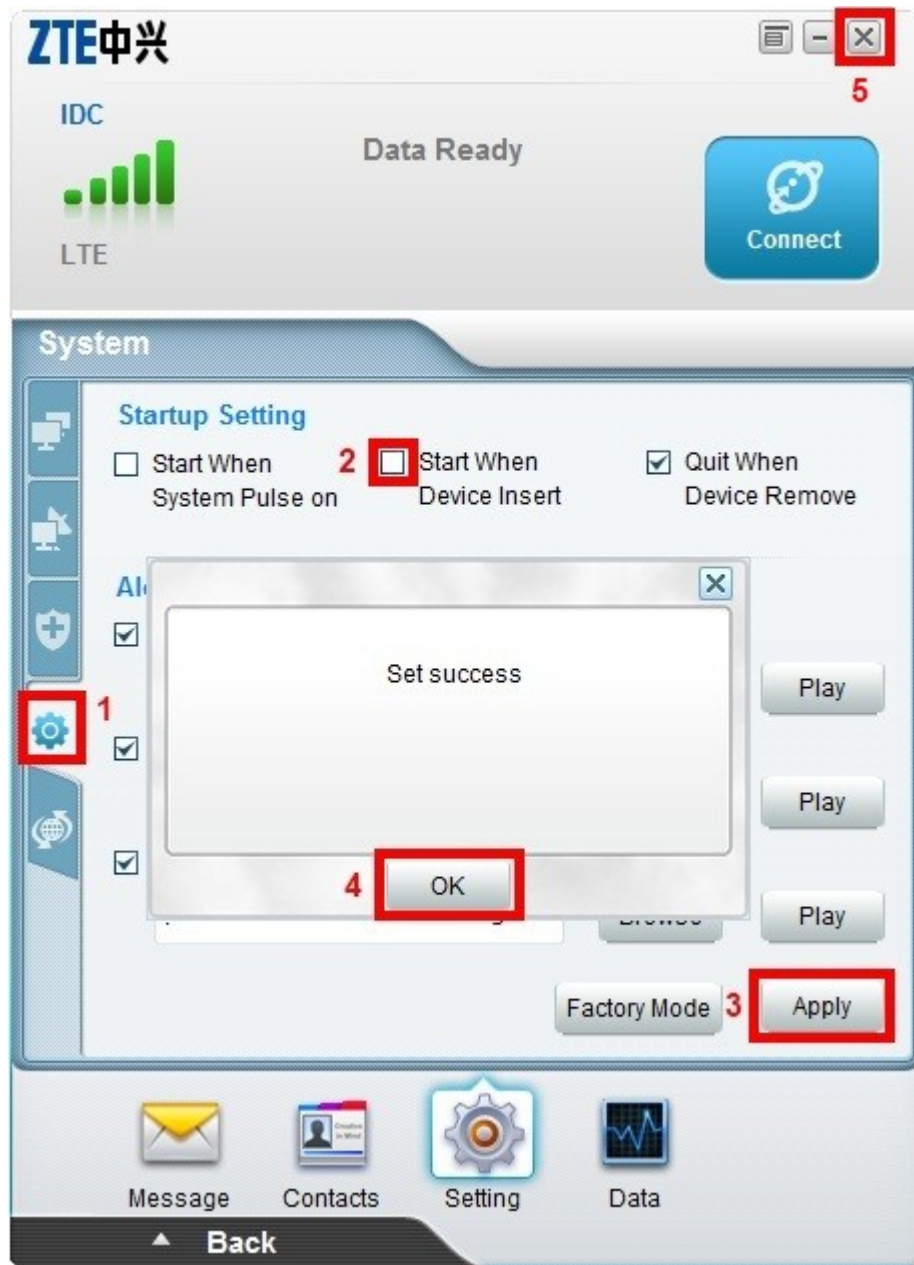 ZTE中兴
5
IDC
Data Ready
Connect
LTE
System
Startup Setting
Start When
System Pulse on
2
Start When
Device Insert
Quit When
Device Remove
Set success
1
Play
Play
4
OK
Play
Factory Mode
3
Apply
Message
Contacts
Setting
Data
Back